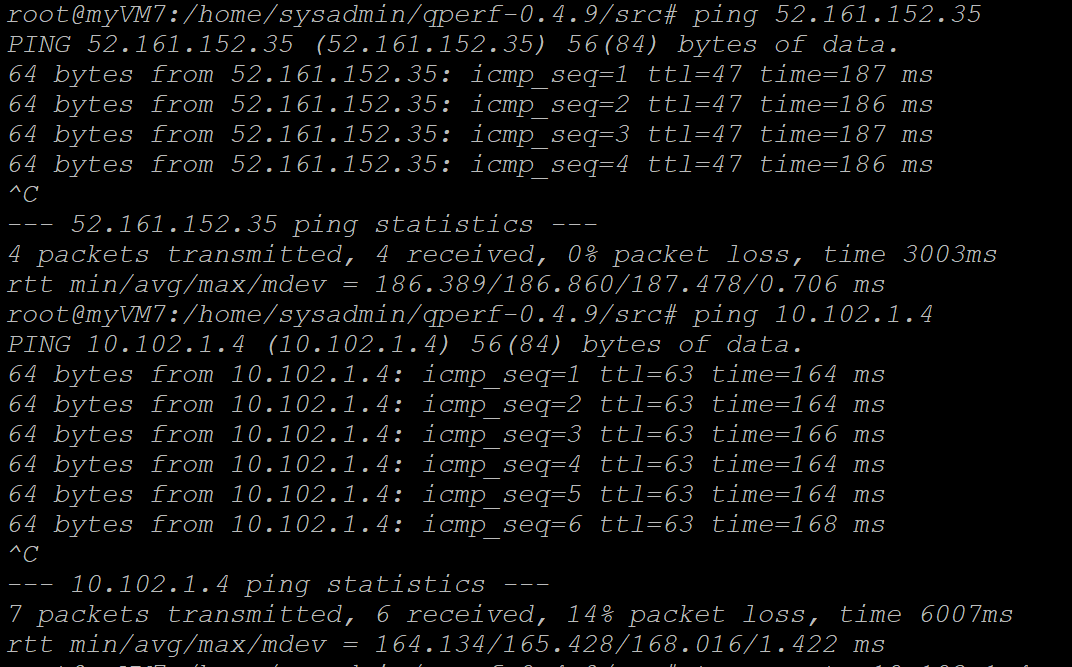 root@myVM7:/home/sysadmin/qperf-0.4.9/src# ping 52.161.152.35
PING 52.161.152.35 (52.161.152.35) 56(84) bytes of data.
64 bytes from 52.161.152.35: icmp_seq=1 ttl=47 time=187 ms
64 bytes from 52.161.152.35: icmp_seq=2 ttl=47 time=186 ms
64 bytes from 52.161.152.35: icmp_seq=3 ttl=47 time=187 ms
64 bytes from 52.161.152.35: icmp_seq=4 ttl=47 time=186 ms
^C
--- 52.161.152.35 ping statistics ---
4 packets transmitted, 4 received, 0% packet loss, time 3003ms
rtt min/avg/max/mdev = 186.389/186.860/187.478/0.706 ms
root@myVM7:/home/sysadmin/qperf-0.4.9/src# ping 10.102.1.4
PING 10.102.1.4 (10.102.1.4) 56(84) bytes of data.
64 bytes from 10.102.1.4: icmp_seq=1 ttl=63 time=164 ms
64 bytes from 10.102.1.4: icmp_seq=2 ttl=63 time=164 ms
64 bytes from 10.102.1.4: icmp_seq=3 ttl=63 time=166 ms
64 bytes from 10.102.1.4: icmp_seq=4 ttl=63 time=164 ms
64 bytes from 10.102.1.4: icmp_seq=5 ttl=63 time=164 ms
64 bytes from 10.102.1.4: icmp_seq=6 ttl=63 time=168 ms
^C
--- 10.102.1.4 ping statistics ---
7 packets transmitted, 6 received, 14% packet loss, time 6007ms
rtt min/avg/max/mdev = 164.134/165.428/168.016/1.422 ms